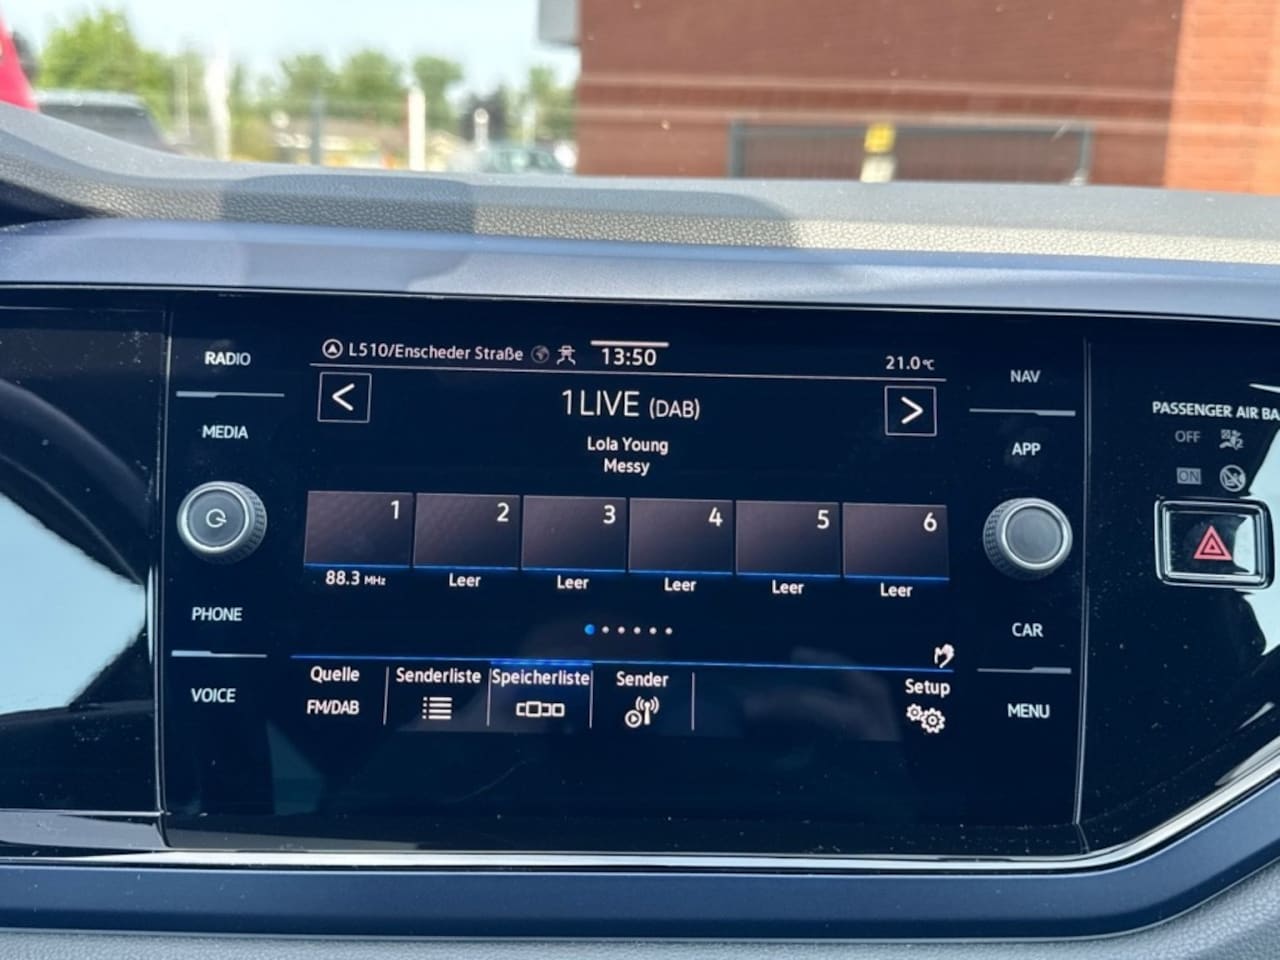 RADIO
MEDIA
PHONE
VOICE
L510/Enscheder Straße
13:50
21.0°C
<
1LIVE (DAB)
>
Lola Young
Messy
1 2 3 4 5 6
88.3 MHz Leer Leer Leer Leer Leer
Quelle Senderliste Speicherliste Sender Setup
FM/DAB
NAV
APP
CAR
MENU
PASSENGER AIR BA
OFF
ON